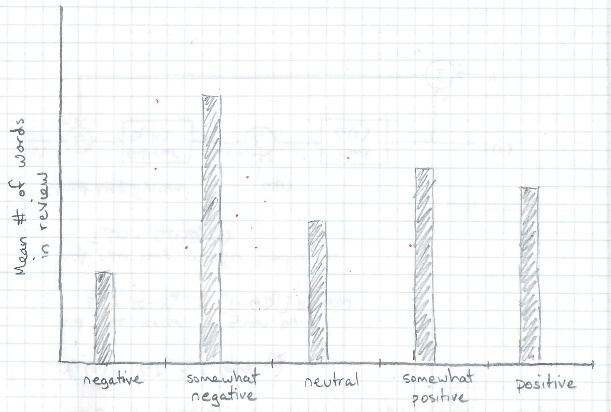 Mean # of words
in review
negative
somewhat
negative
neutral
somewhat
positive
positive